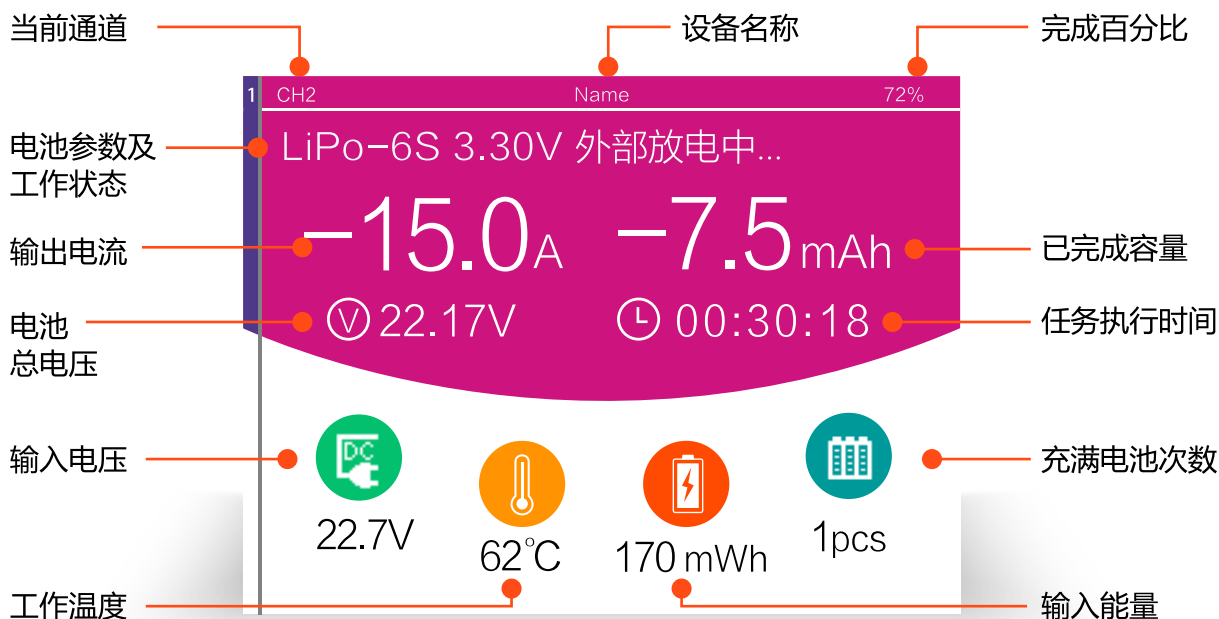 当前通道
设备名称
完成百分比
1 CH2 Name 72%
电池参数及
工作状态
LiPo-6S 3.30V 外部放电中...
输出电流
-15.0A -7.5mAh
已完成容量
电池
总电压
V 22.17V 00:30:18
任务执行时间
输入电压
DC
充满电池次数
22.7V
62°C
170 mWh
1pcs
工作温度
输入能量